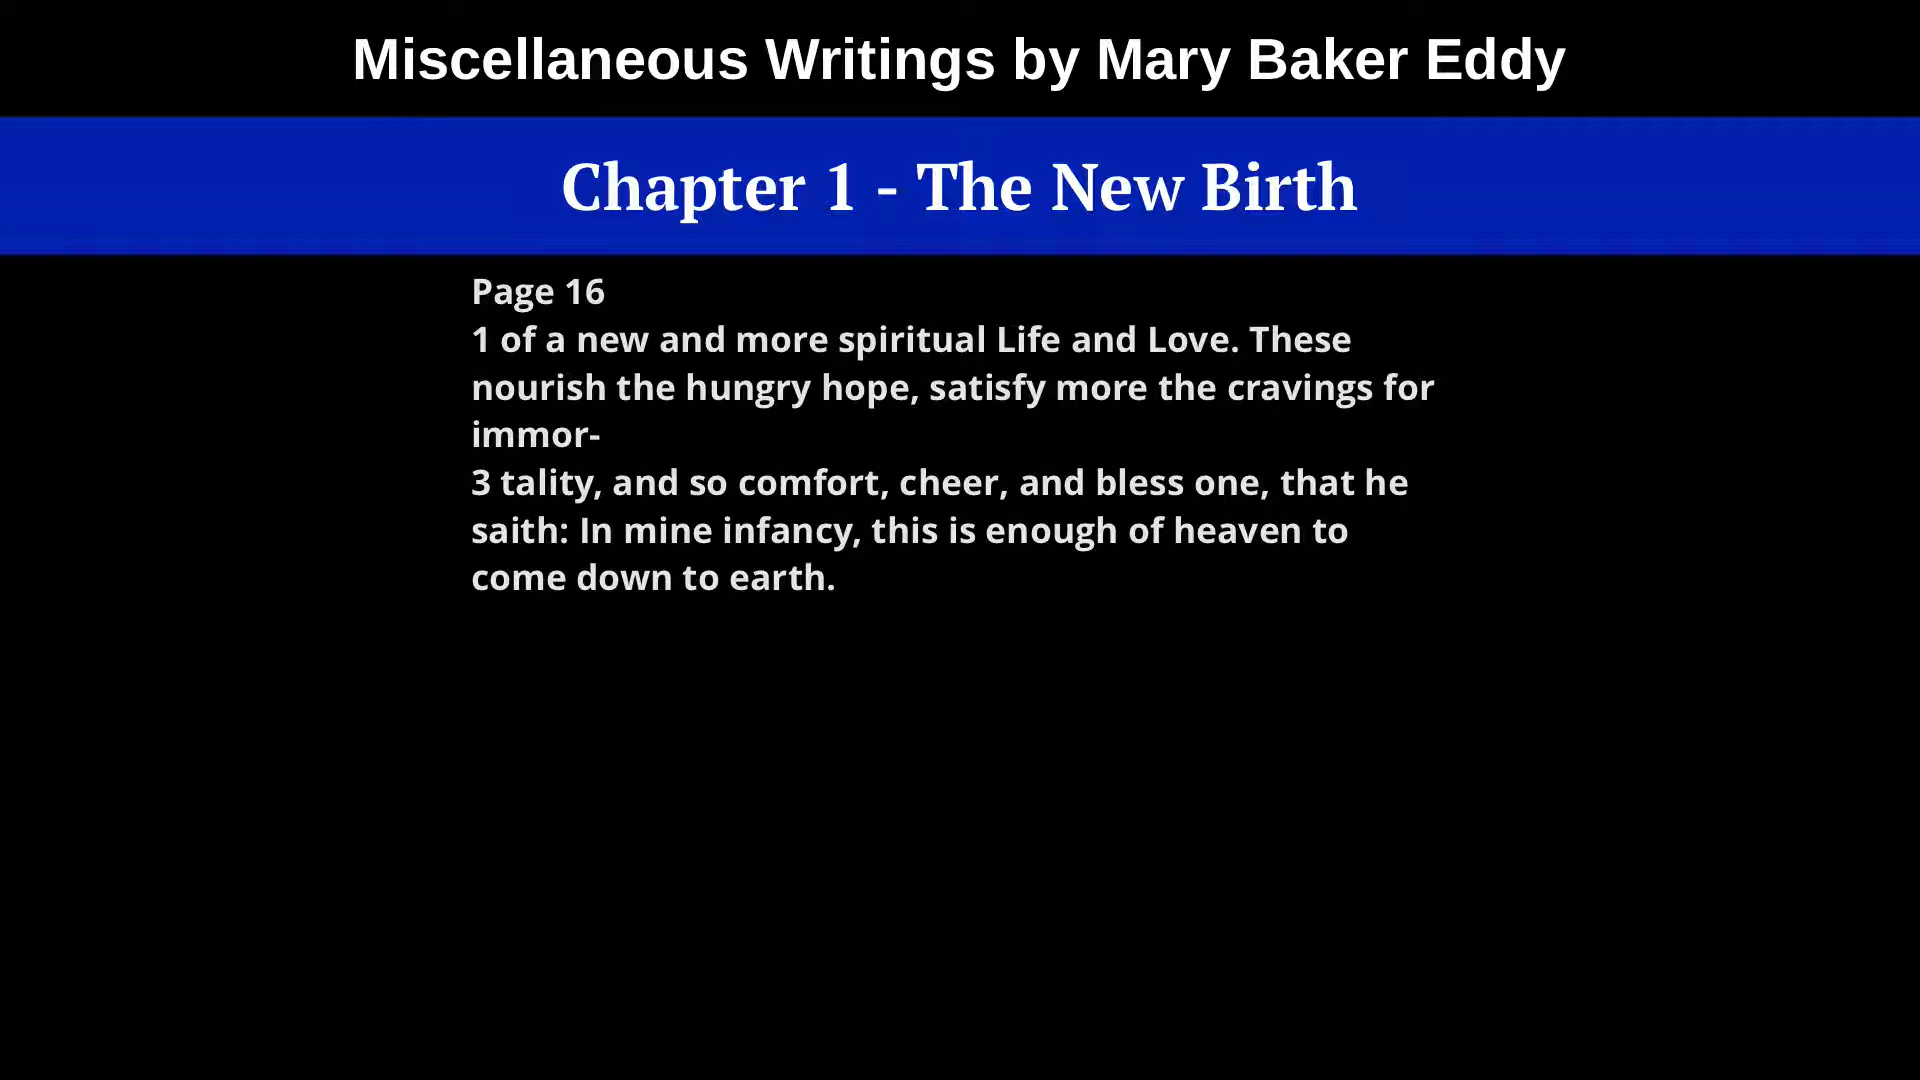 Miscellaneous Writings by Mary Baker Eddy
Chapter 1 - The New Birth
Page 16
1 of a new and more spiritual Life and Love. These
nourish the hungry hope, satisfy more the cravings for
immor-
3 tality, and so comfort, cheer, and bless one, that he
saith: In mine infancy, this is enough of heaven to
come down to earth.